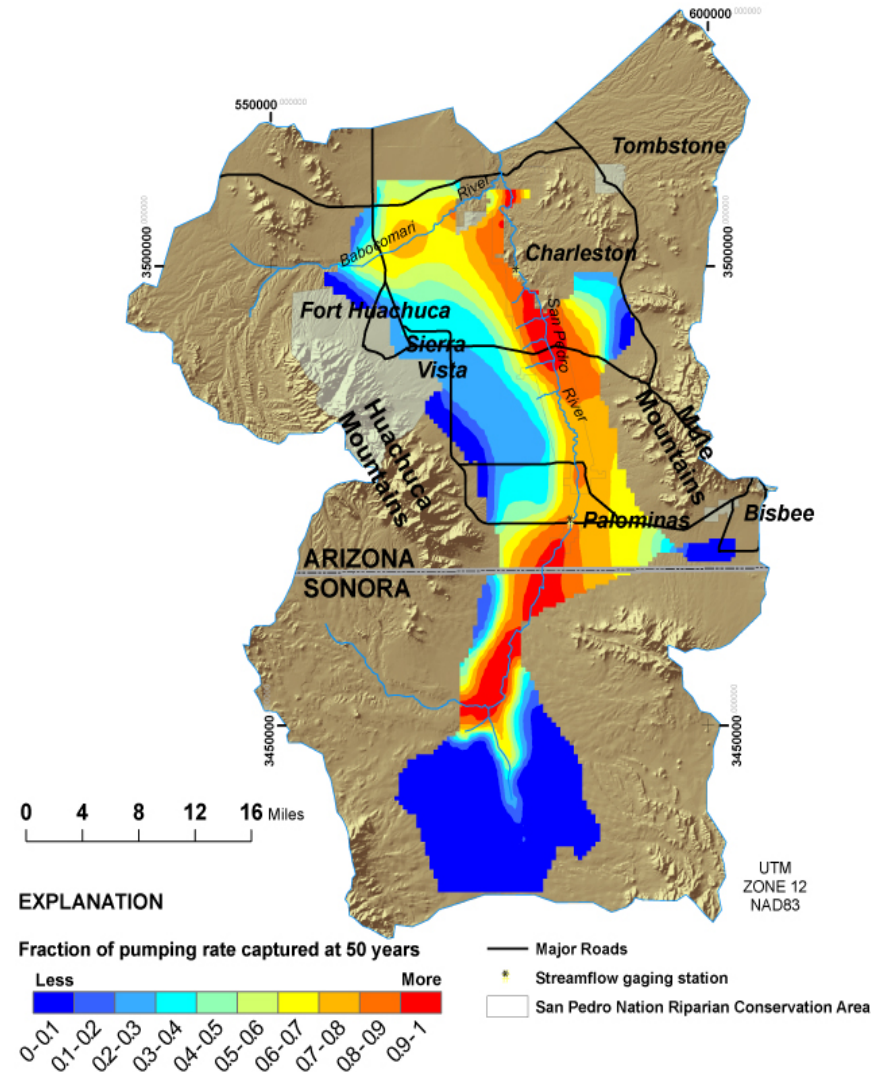 600000 000000
550000 000000
Tombstone
River
Babocomari
000000
3500000
000000
3500000
Charleston
Fort Huachuca
San Pedro
Sierra
Vista
River
Huachuca
Mountains
Mule
Mountains
Palominas
Bisbee
ARIZONA
SONORA
3450000
000000
3450000
0 4 8 12 16 Miles
UTM
ZONE 12
NAD83
EXPLANATION
Fraction of pumping rate captured at 50 years
Less More
0-0.1 0.1-0.2 0.2-0.3 0.3-0.4 0.4-0.5 0.5-0.6 0.6-0.7 0.7-0.8 0.8-0.9 0.9-1
Major Roads
Streamflow gaging station
San Pedro Nation Riparian Conservation Area